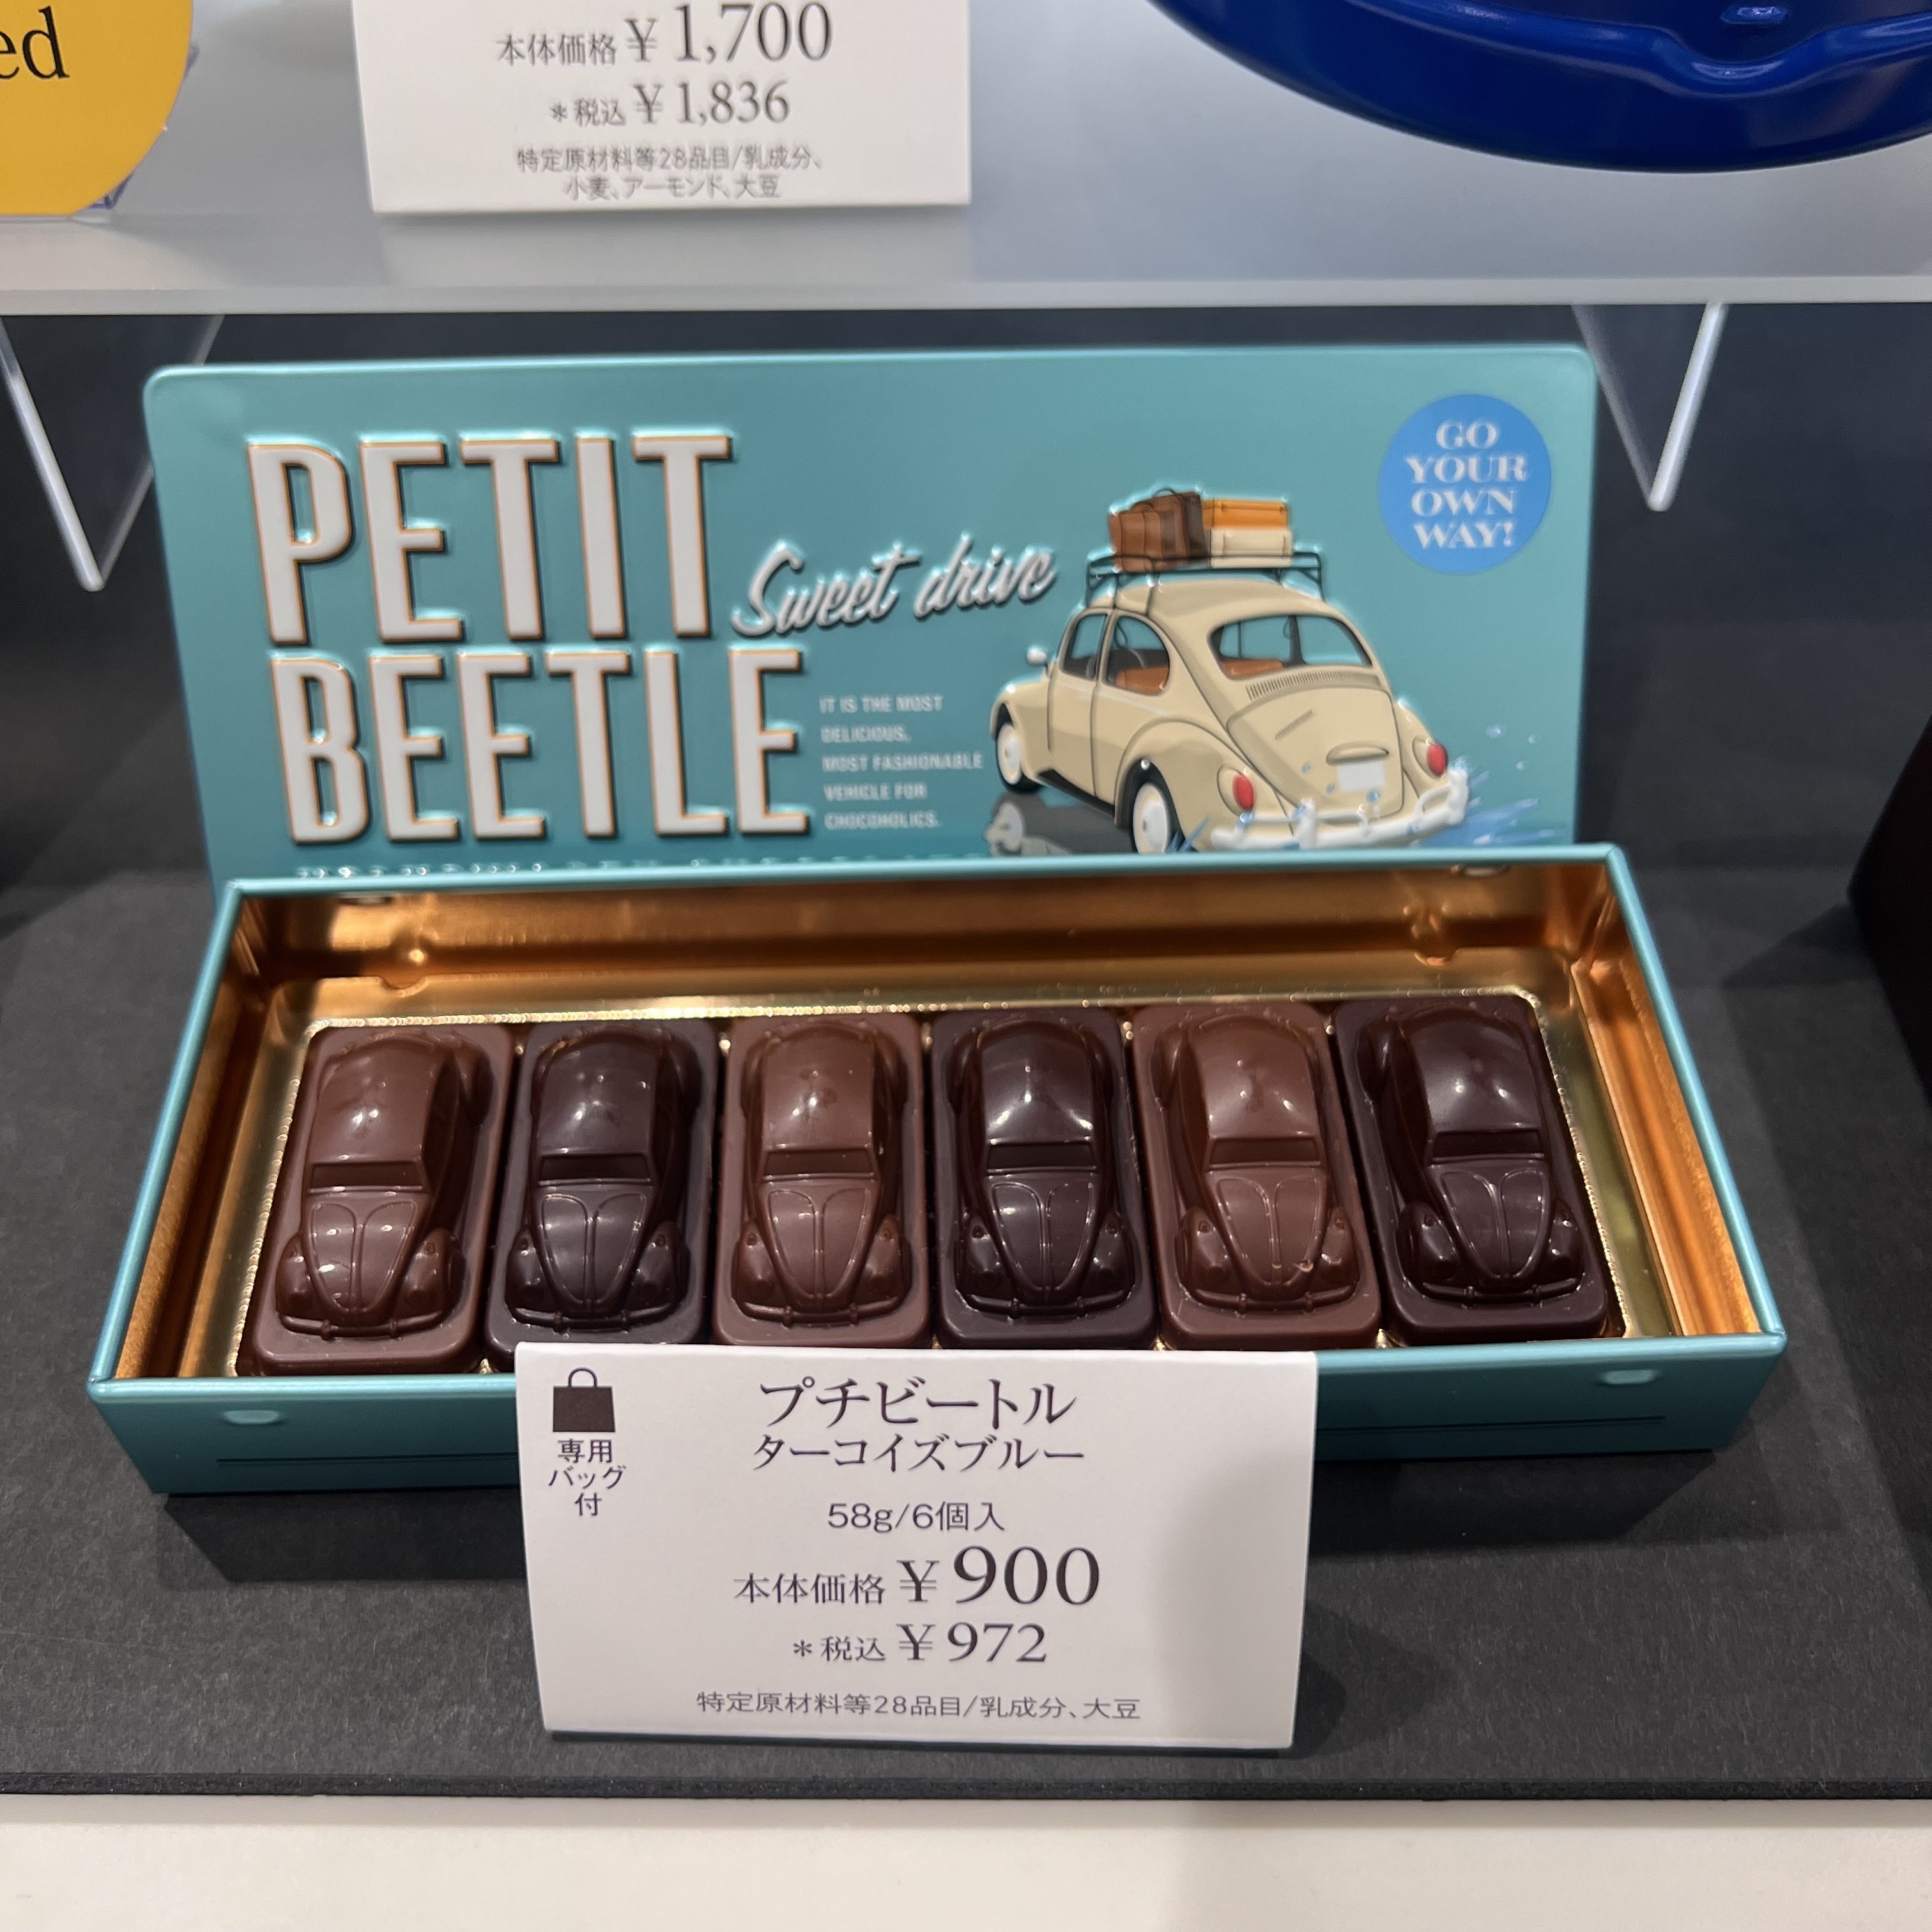 ed
本体価格 ¥1,700
*税込 ¥1,836
特定原材料等28品目/乳成分、
小麦、アーモンド、大豆
PETIT
BEETLE
Sweet drive
IT IS THE MOST
DELICIOUS,
MOST FASHIONABLE
VEHICLE FOR
CHOCOHOLICS.
GO
YOUR
OWN
WAY!
専用
バッグ
付
プチビートル
ターコイズブルー
58g/6個入
本体価格 ¥900
*税込 ¥972
特定原材料等28品目/乳成分、大豆